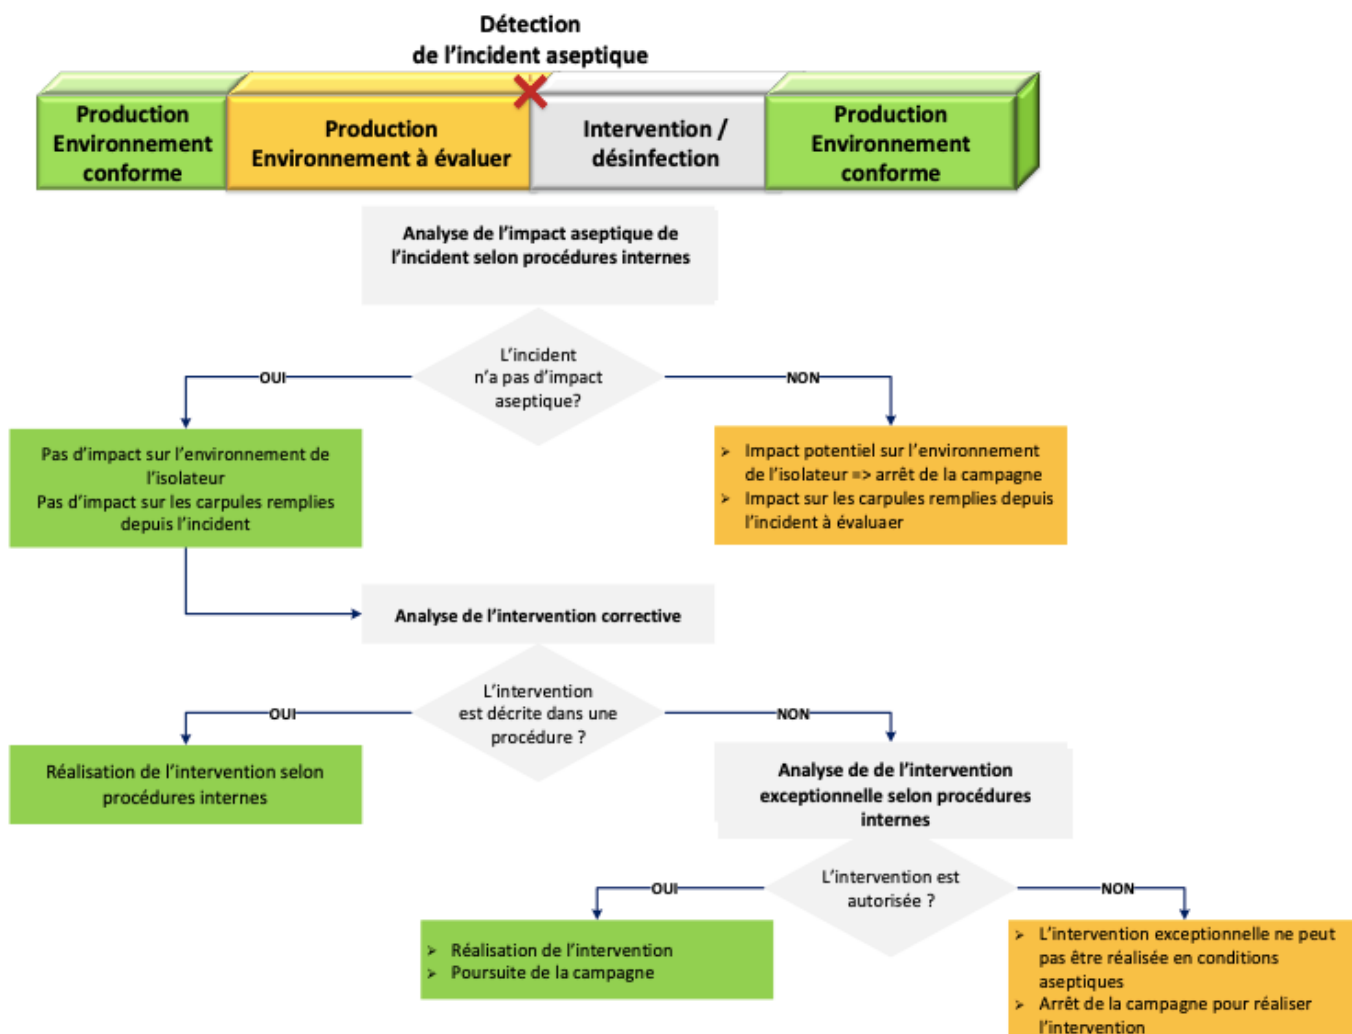 Détection
de l'incident aseptique
Production
Environnement
conforme
Production
Environnement à évaluer
Intervention /
désinfection
Production
Environnement
conforme
Analyse de l'impact aseptique de
l'incident selon procédures internes
L'incident
n'a pas d'impact
aseptique?
OUI
NON
Pas d'impact sur l'environnement de
l'isolateur
Pas d'impact sur les carpules remplies
depuis l'incident
➢ Impact potentiel sur l'environnement
de l'isolateur => arrêt de la campagne
➢ Impact sur les carpules remplies depuis
l'incident à évaluaer
Analyse de l'intervention corrective
L'intervention
est décrite dans une
procédure ?
OUI
NON
Réalisation de l'intervention selon
procédures internes
Analyse de de l'intervention
exceptionnelle selon procédures
internes
L'intervention est
autorisée ?
OUI
NON
➢ Réalisation de l'intervention
➢ Poursuite de la campagne
➢ L'intervention exceptionnelle ne peut
pas être réalisée en conditions
aseptiques
➢ Arrêt de la campagne pour réaliser
l'intervention